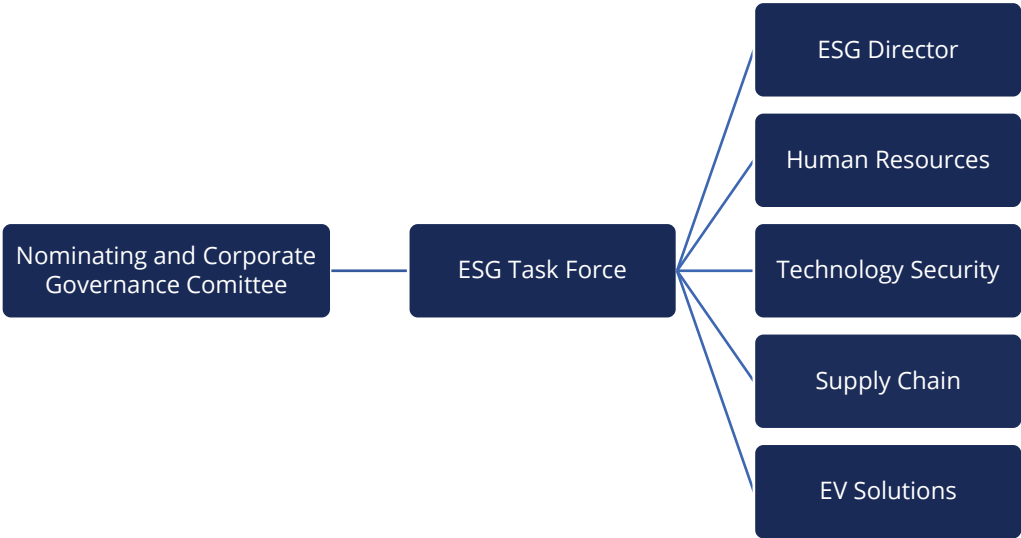 Nominating and Corporate
Governance Comittee
ESG Task Force
ESG Director
Human Resources
Technology Security
Supply Chain
EV Solutions